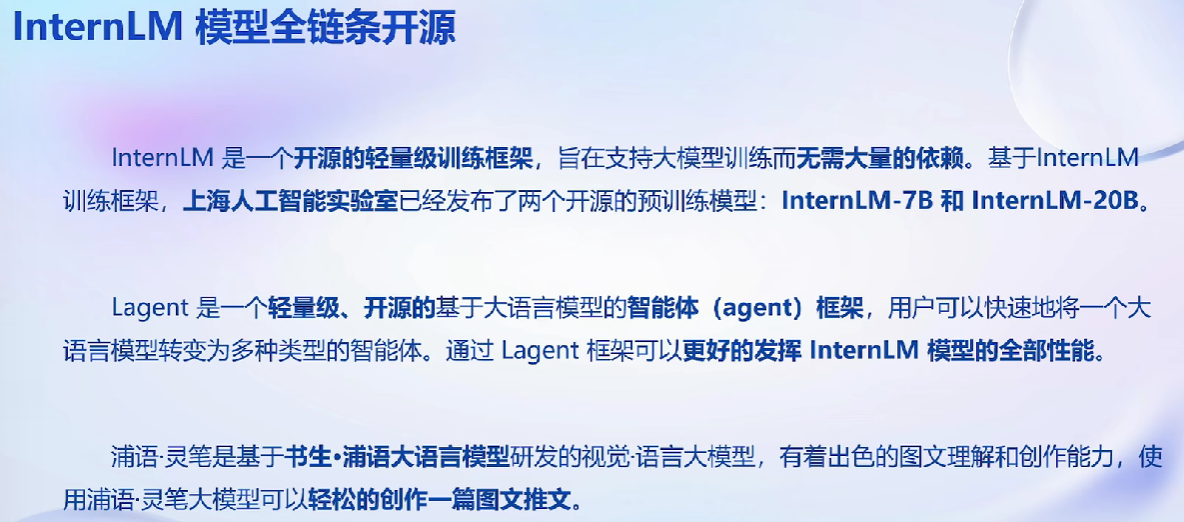 InternLM 模型全链条开源
InternLM 是一个开源的轻量级训练框架，旨在支持大模型训练而无需大量的依赖。基于InternLM
训练框架，上海人工智能实验室已经发布了两个开源的预训练模型：InternLM-7B 和 InternLM-20B。
Lagent 是一个轻量级、开源的基于大语言模型的智能体（agent）框架，用户可以快速地将一个大
语言模型转变为多种类型的智能体。通过 Lagent 框架可以更好的发挥 InternLM 模型的全部性能。
浦语·灵笔是基于书生·浦语大语言模型研发的视觉-语言大模型，有着出色的图文理解和创作能力，使
用浦语·灵笔大模型可以轻松的创作一篇图文推文。